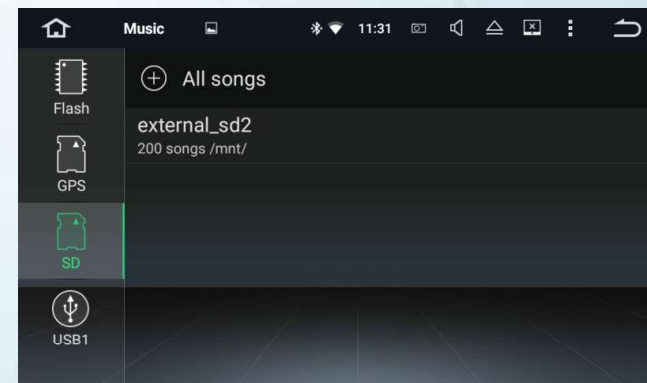 Music
11:31
Flash
GPS
SD
USB1
All songs
external_sd2
200 songs /mnt/